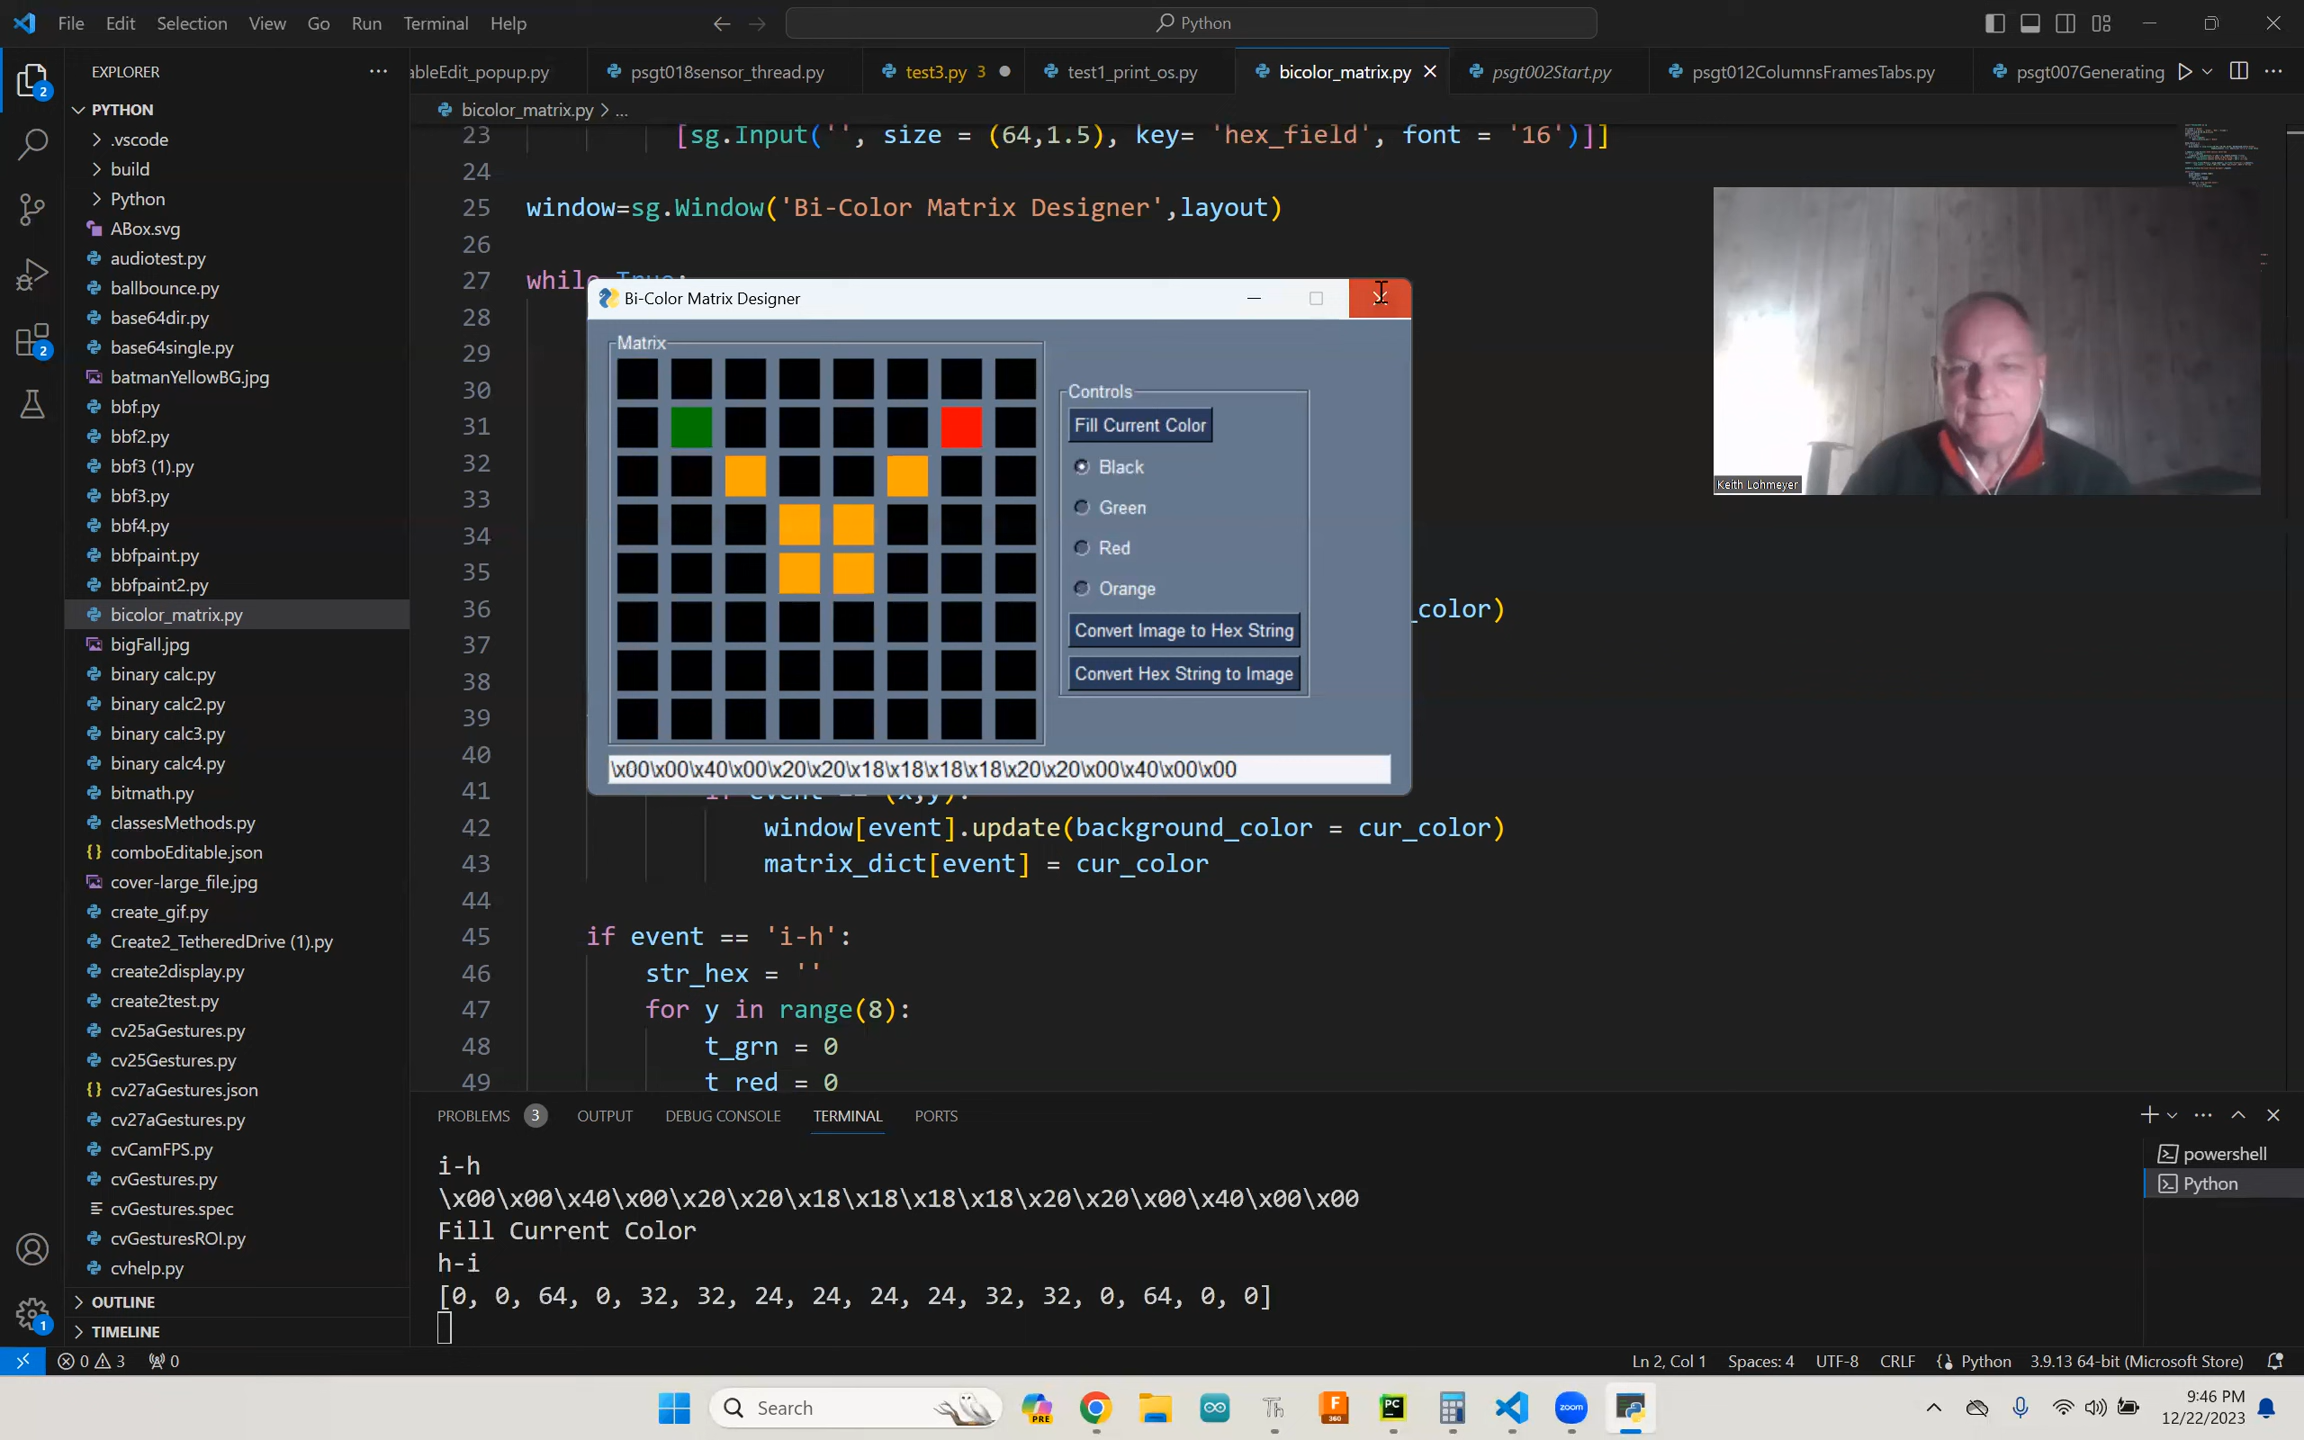 File Edit Selection View Go Run Terminal Help
Python
EXPLORER
PYTHON
.vscode
build
Python
ABox.svg
audiotest.py
ballbounce.py
base64dir.py
base64single.py
batmanYellowBG.jpg
bbf.py
bbf2.py
bbf3 (1).py
bbf3.py
bbf4.py
bbfpaint.py
bbfpaint2.py
bicolor_matrix.py
bigFall.jpg
binary calc.py
binary calc2.py
binary calc3.py
binary calc4.py
bitmath.py
classesMethods.py
comboEditable.json
cover-large_file.jpg
create_gif.py
Create2_TetheredDrive (1).py
create2display.py
create2test.py
cv25aGestures.py
cv25Gestures.py
cv27aGestures.json
cv27aGestures.py
cvCamFPS.py
cvGestures.py
cvGestures.spec
cvGesturesROI.py
cvhelp.py
OUTLINE
TIMELINE
2
2
1
ableEdit_popup.py psgt018sensor_thread.py test3.py 3 test1_print_os.py bicolor_matrix.py psgt002Start.py psgt012ColumnsFramesTabs.py psgt007Generating
bicolor_matrix.py > ...
23 [sg.Input('', size = (64,1.5), key= 'hex_field', font = '16')]]
24
25 window=sg.Window('Bi-Color Matrix Designer',layout)
26
27 while True:
28
29
30
31
32
33
34
35
36 _color)
37
38
39
40
41 if event == (x,y):
42 window[event].update(background_color = cur_color)
43 matrix_dict[event] = cur_color
44
45 if event == 'i-h':
46 str_hex = ''
47 for y in range(8):
48 t_grn = 0
49 t_red = 0
Bi-Color Matrix Designer
Matrix
Controls
Fill Current Color
Black
Green
Red
Orange
Convert Image to Hex String
Convert Hex String to Image
\x00\x00\x40\x00\x20\x20\x18\x18\x18\x18\x20\x20\x00\x40\x00\x00
Keith Lohmeyer
PROBLEMS 3 OUTPUT DEBUG CONSOLE TERMINAL PORTS
i-h
\x00\x00\x40\x00\x20\x20\x18\x18\x18\x18\x20\x20\x00\x40\x00\x00
Fill Current Color
h-i
[0, 0, 64, 0, 32, 32, 24, 24, 24, 24, 32, 32, 0, 64, 0, 0]
powershell
Python
0 3 0 Ln 2, Col 1 Spaces: 4 UTF-8 CRLF Python 3.9.13 64-bit (Microsoft Store)
Search
PRE
Th
F
360
PC
zoom
9:46 PM
12/22/2023